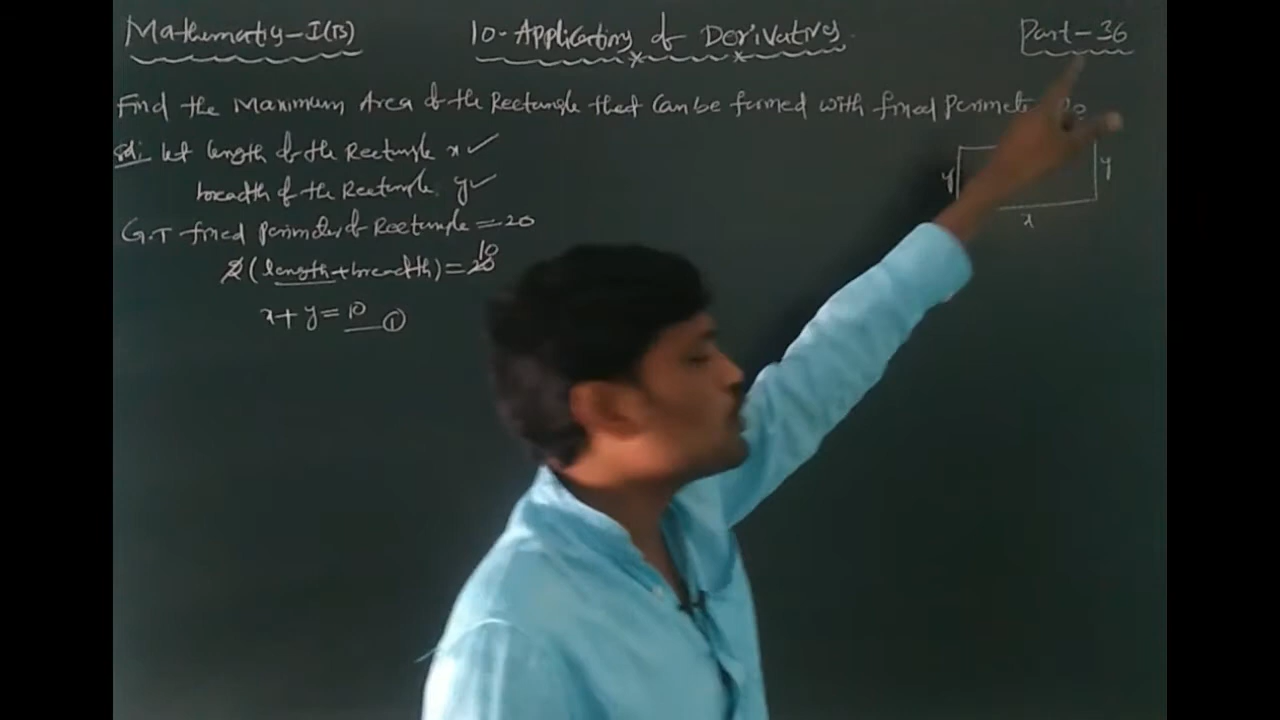 Mathematics-I(B)
10-Applications of Derivatives
Part-36
Find the Maximum Area of the Rectangle that Can be formed with fixed Perimeter
Sol: let length of the Rectangle x ✓
breadth of the Rectangle y ✓
G.T fixed Perimeter of Rectangle = 20
10
2(length+breadth) = 20
x + y = 10 — ①
y
y
x